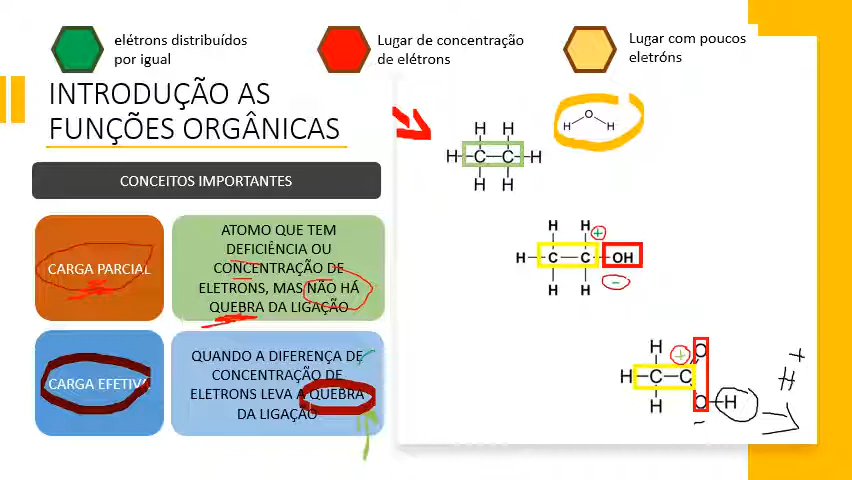 elétrons distribuídos
por igual
Lugar de concentração
de elétrons
Lugar com poucos
eletróns
INTRODUÇÃO AS
FUNÇÕES ORGÂNICAS
CONCEITOS IMPORTANTES
CARGA PARCIAL
ATOMO QUE TEM
DEFICIÊNCIA OU
CONCENTRAÇÃO DE
ELETRONS, MAS NÃO HÁ
QUEBRA DA LIGAÇÃO
CARGA EFETIVA
QUANDO A DIFERENÇA DE
CONCENTRAÇÃO DE
ELETRONS LEVA A QUEBRA
DA LIGAÇÃO
O
H H
H H
H C C H
H H
H H +
H C C OH
H H -
H + O
H C C
H O H
-
H+